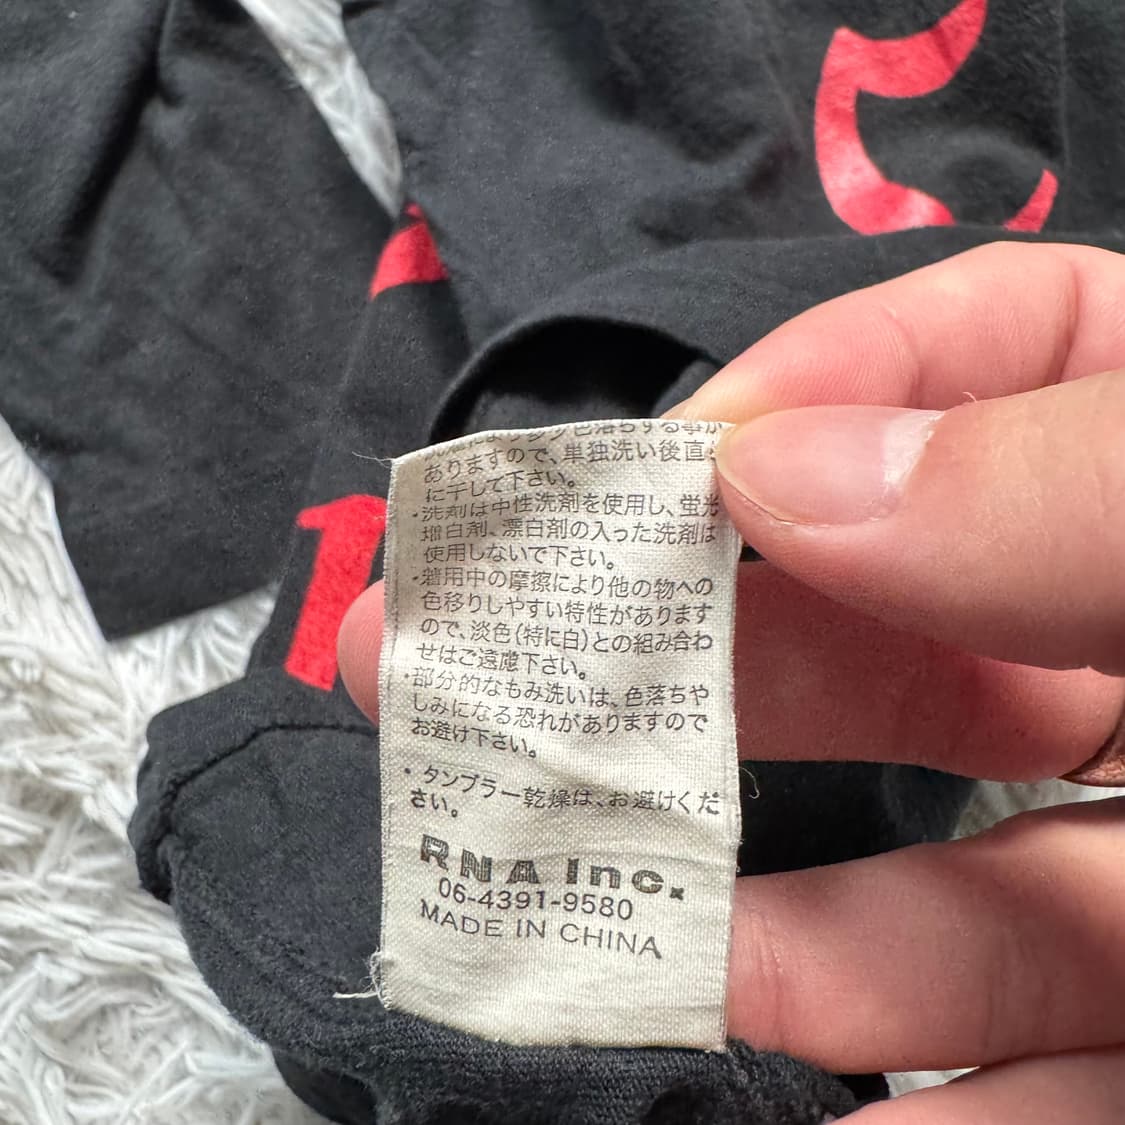 色落ちする事が
ありますので、単独洗い後直
に干して下さい。
・洗剤は中性洗剤を使用し、蛍光
増白剤、漂白剤の入った洗剤は
使用しないで下さい。
・着用中の摩擦により他の物への
色移りしやすい特性があります
ので、淡色(特に白)との組み合わ
せはご遠慮下さい。
・部分的なもみ洗いは、色落ちや
しみになる恐れがありますので
お避け下さい。
・タンブラー乾燥は、お避けくだ
さい。
RNA Inc.
06-4391-9580
MADE IN CHINA